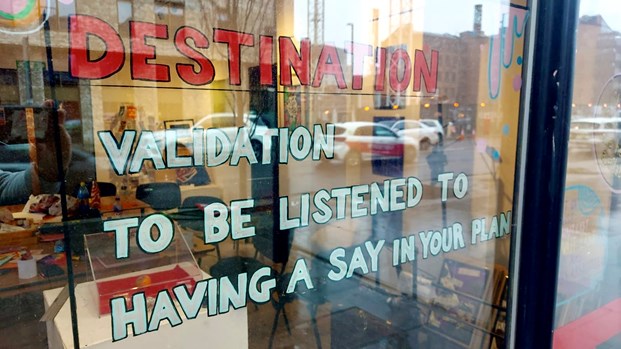 DESTINATION
VALIDATION
TO BE LISTENED TO
HAVING A SAY IN YOUR PLAN